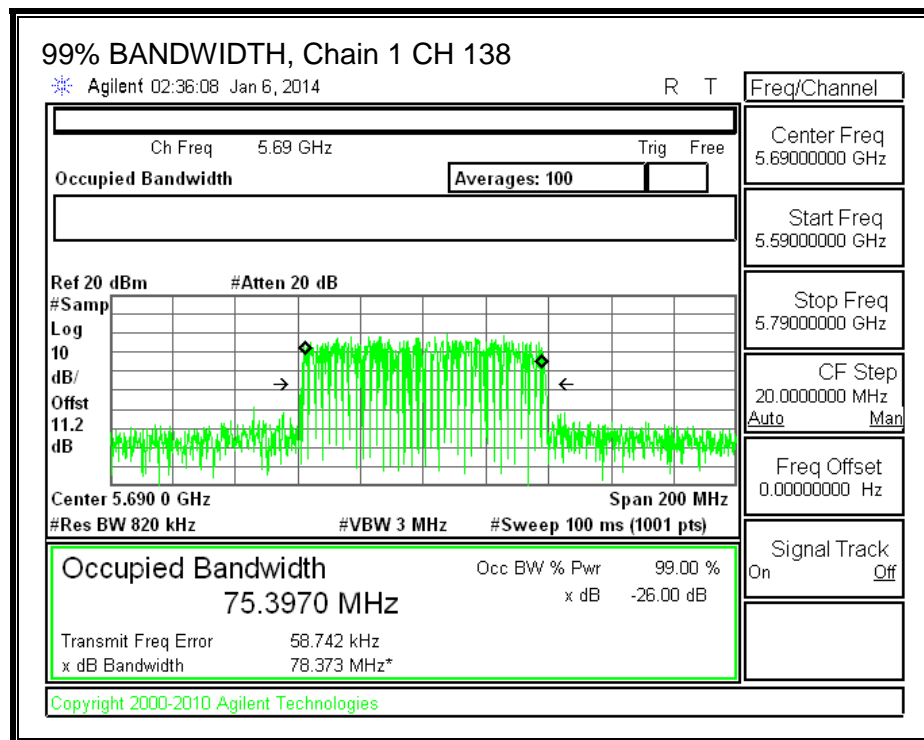 99% BANDWIDTH, Chain 1 CH 138
Agilent 02:36:08 Jan 6, 2014 R T
Freq/Channel
Ch Freq 5.69 GHz Trig Free
Occupied Bandwidth Averages: 100
Center Freq
5.69000000 GHz
Start Freq
5.59000000 GHz
Stop Freq
5.79000000 GHz
CF Step
20.0000000 MHz
Auto Man
Freq Offset
0.00000000 Hz
Signal Track
On Off
Ref 20 dBm #Atten 20 dB
#Samp
Log
10
dB/
Offst
11.2
dB
Center 5.690 0 GHz Span 200 MHz
#Res BW 820 kHz #VBW 3 MHz #Sweep 100 ms (1001 pts)
Occupied Bandwidth Occ BW % Pwr 99.00 %
75.3970 MHz x dB -26.00 dB
Transmit Freq Error 58.742 kHz
x dB Bandwidth 78.373 MHz*
Copyright 2000-2010 Agilent Technologies